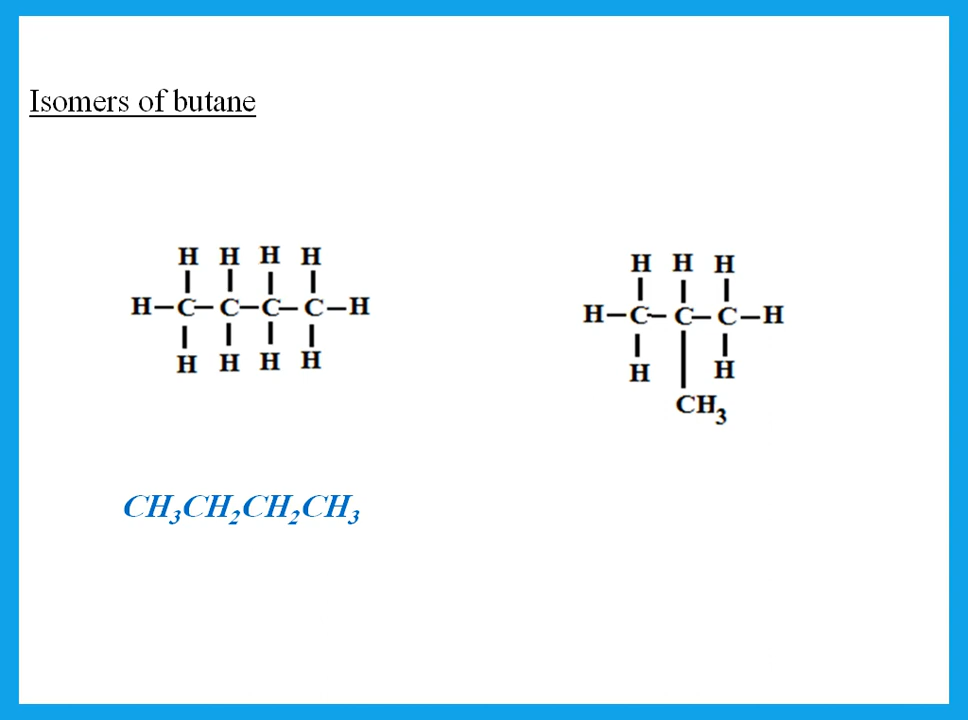 Isomers of butane
H H H H
H–C–C–C–C–H
H H H H
H H H
H–C–C–C–H
H H
CH₃
CH₃CH₂CH₂CH₃